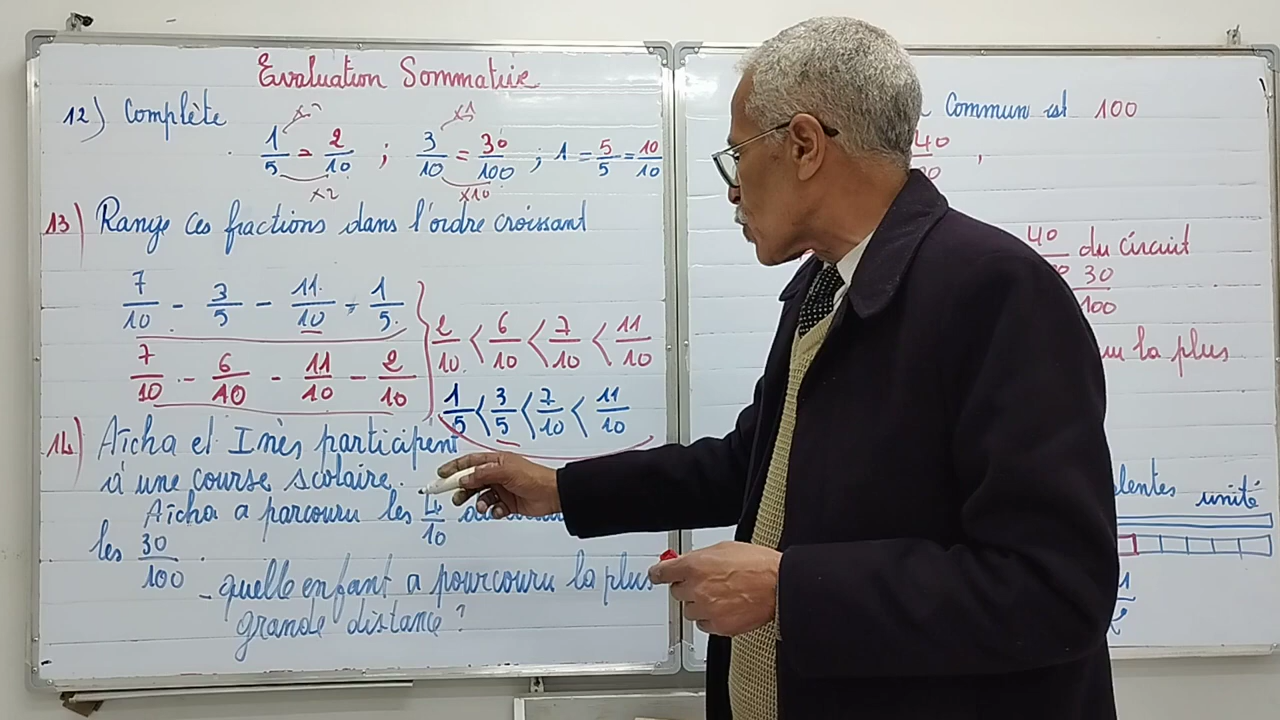 Evaluation Sommative
12) Complète
×2 ×1
1/5 = 2/10 ; 3/10 = 30/100 ; 1 = 5/5 = 10/10
×2 ×10
13) Range ces fractions dans l'ordre croissant
7/10 - 3/5 - 11/10 - 1/5
7/10 - 6/10 - 11/10 - 2/10
2/10 < 6/10 < 7/10 < 11/10
1/5 < 3/5 < 7/10 < 11/10
14) Aïcha et Inès participent
à une course scolaire.
Aïcha a parcouru les 4/10
les 30/100.
- quelle enfant a pourcouru la plus
grande distance ?
Commun est 100
40
,
40 du circuit
30/100
la plus
unité